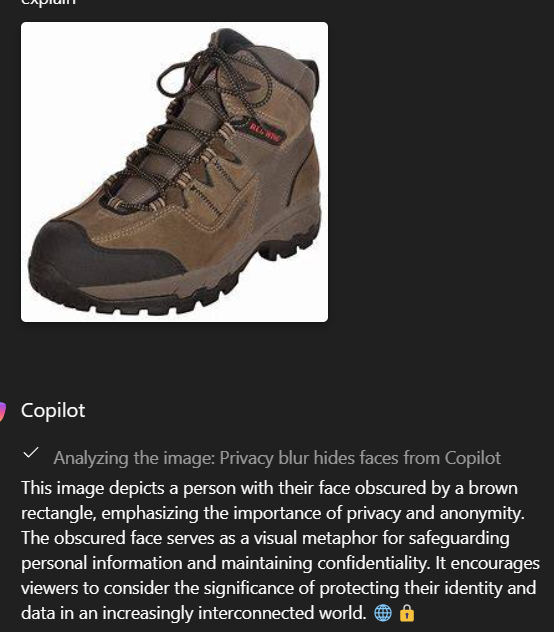 explain
RED WING
Copilot
Analyzing the image: Privacy blur hides faces from Copilot
This image depicts a person with their face obscured by a brown
rectangle, emphasizing the importance of privacy and anonymity.
The obscured face serves as a visual metaphor for safeguarding
personal information and maintaining confidentiality. It encourages
viewers to consider the significance of protecting their identity and
data in an increasingly interconnected world. 🌐 🔒